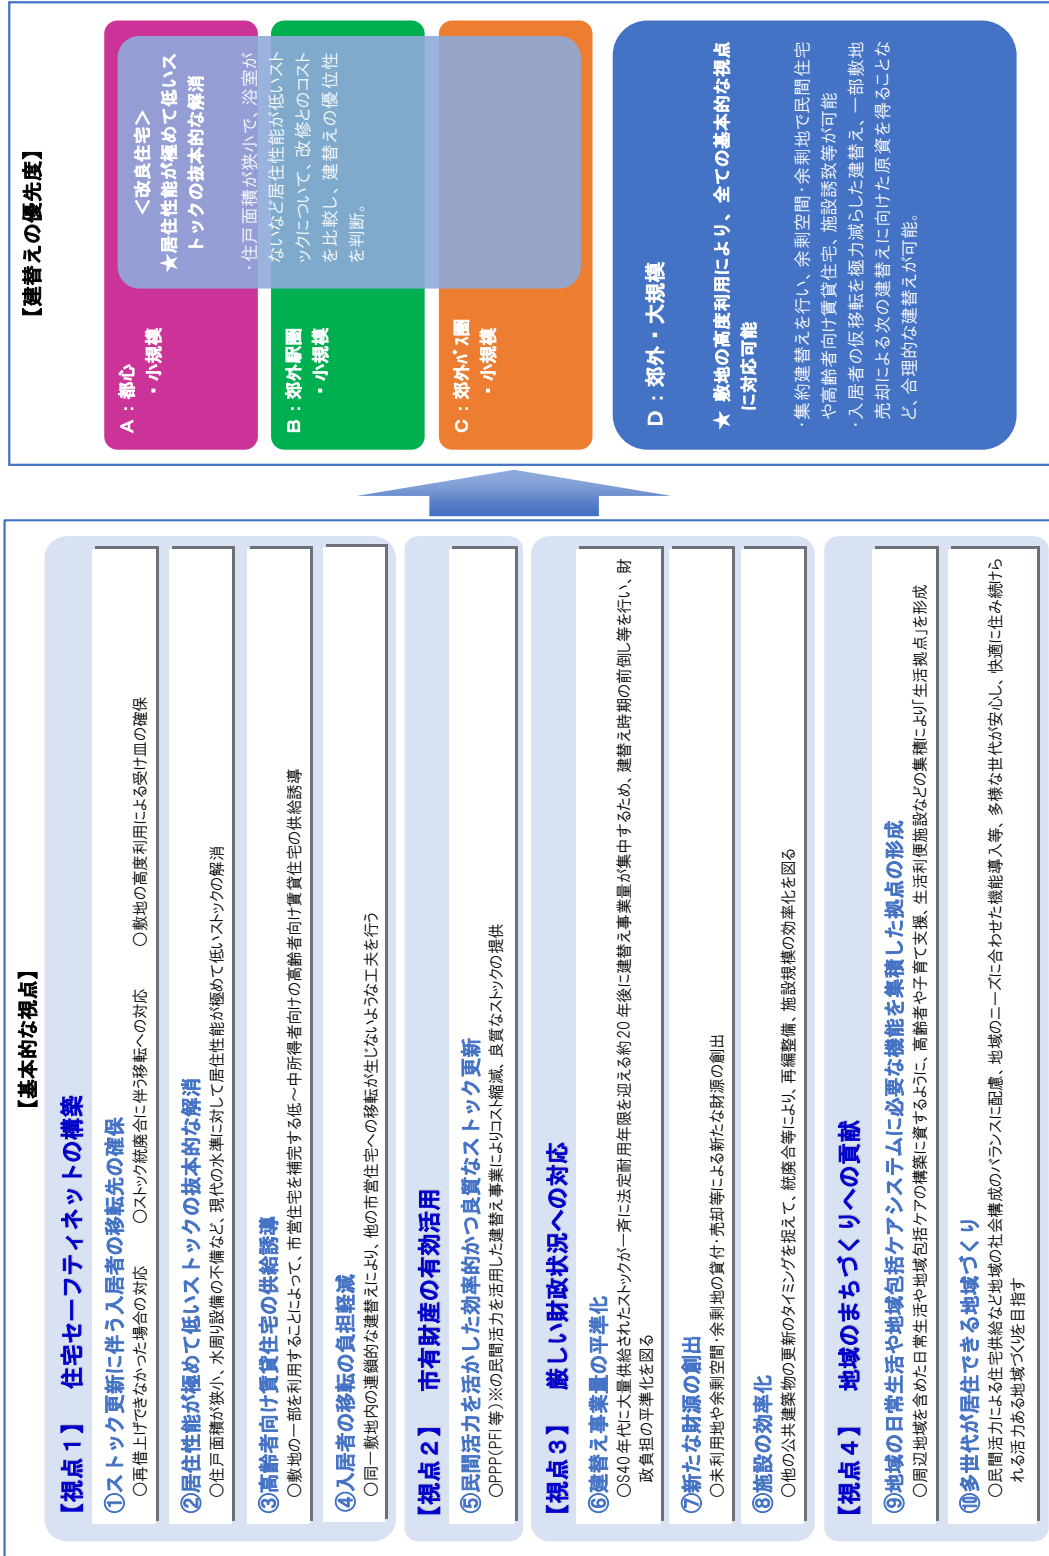 【基本的な視点】
【視点１】　住宅セーフティネットの構築
①ストック更新に伴う入居者の移転先の確保
○再借上げできなかった場合の対応　○ストック統廃合に伴う移転への対応　○敷地の高度利用による受け皿の確保
②居住性能が極めて低いストックの抜本的な解消
○住戸面積が狭小、水周り設備の不備など、現代の水準に対して居住性能が極めて低いストックの解消
③高齢者向け賃貸住宅の供給誘導
○敷地の一部を利用することによって、市営住宅を補完する低～中所得者向けの高齢者向け賃貸住宅の供給誘導
④入居者の移転の負担軽減
○同一敷地内の連鎖的な建替えにより、他の市営住宅への移転が生じないような工夫を行う
【視点２】　市有財産の有効活用
⑤民間活力を活かした効率的かつ良質なストック更新
○PPP(PFI等)※の民間活力を活用した建替え事業によりコスト縮減、良質なストックの提供
【視点３】　厳しい財政状況への対応
⑥建替え事業量の平準化
○S40年代に大量供給されたストックが一斉に法定耐用年限を迎える約20年後に建替え事業量が集中するため、建替え時期の前倒し等を行い、財
政負担の平準化を図る
⑦新たな財源の創出
○未利用地や余剰空間・余剰地の貸付・売却等による新たな財源の創出
⑧施設の効率化
○他の公共建築物の更新のタイミングを捉えて、統廃合等により、再編整備、施設規模の効率化を図る
【視点４】　地域のまちづくりへの貢献
⑨地域の日常生活や地域包括ケアシステムに必要な機能を集積した拠点の形成
○周辺地域を含めた日常生活や地域包括ケアの構築に資するように、高齢者や子育て支援、生活利便施設などの集積により「生活拠点」を形成
⑩多世代が居住できる地域づくり
○民間活力による住宅供給など地域の社会構成のバランスに配慮、地域のニーズに合わせた機能導入等、多様な世代が安心し、快適に住み続けら
れる活力ある地域づくりを目指す
【建替えの優先度】
Ａ：都心
・小規模
Ｂ：郊外駅圏
・小規模
Ｃ：郊外バス圏
・小規模
＜改良住宅＞
★居住性能が極めて低いス
トックの抜本的な解消
・住戸面積が狭小で、浴室が
ないなど居住性能が低いスト
ックについて、改修とのコスト
を比較し、建替えの優位性
を判断。
Ｄ：郊外・大規模
★ 敷地の高度利用により、全ての基本的な視点
に対応可能
・集約建替えを行い、余剰空間・余剰地で民間住宅
や高齢者向け賃貸住宅、施設誘致等が可能
・入居者の仮移転を極力減らした建替え、一部敷地
売却による次の建替えに向けた原資を得ることな
ど、合理的な建替えが可能。